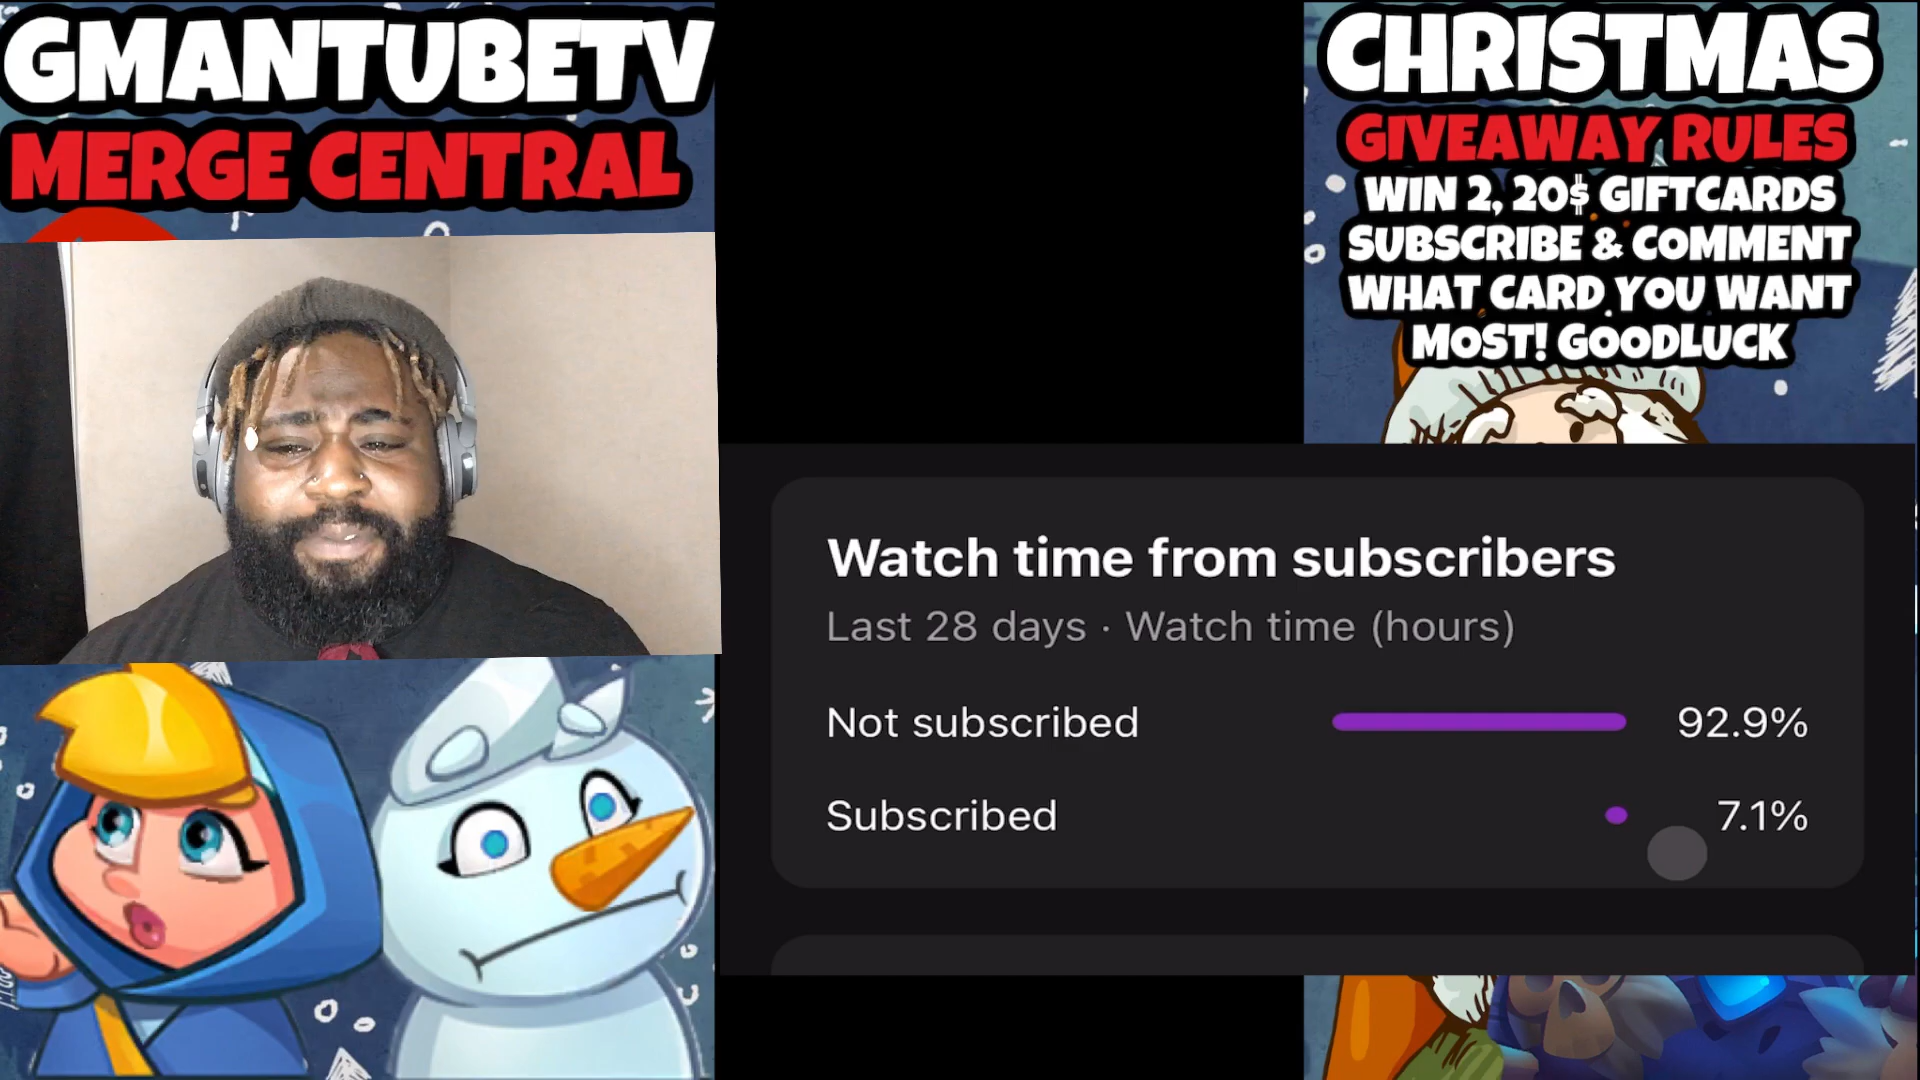 GMANTUBETV
MERGE CENTRAL
CHRISTMAS
GIVEAWAY RULES
WIN 2, 20$ GIFTCARDS
SUBSCRIBE & COMMENT
WHAT CARD YOU WANT
MOST! GOODLUCK
Watch time from subscribers
Last 28 days · Watch time (hours)
Not subscribed 92.9%
Subscribed 7.1%